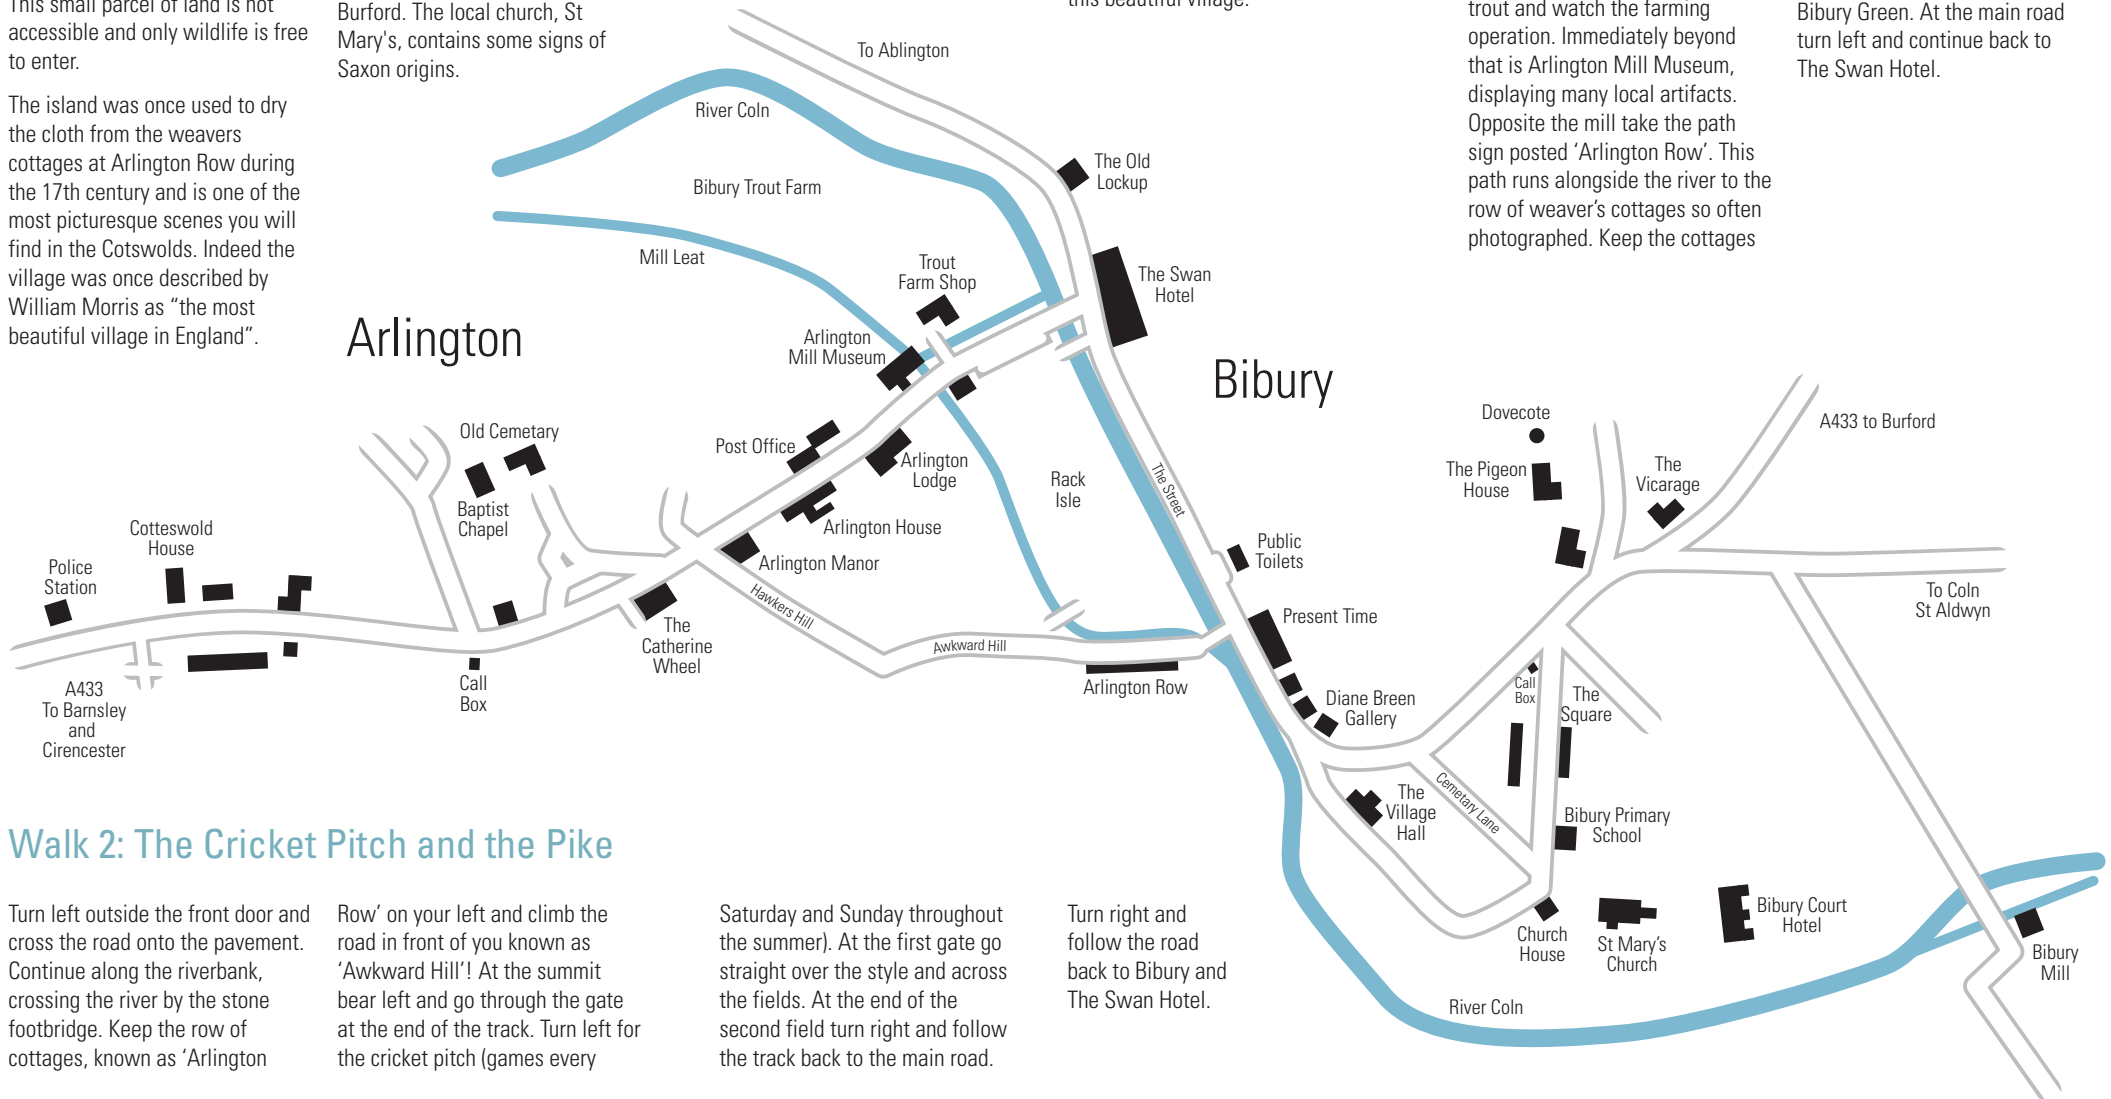 This small parcel of land is not
accessible and only wildlife is free
to enter.
The island was once used to dry
the cloth from the weavers
cottages at Arlington Row during
the 17th century and is one of the
most picturesque scenes you will
find in the Cotswolds. Indeed the
village was once described by
William Morris as “the most
beautiful village in England”.
Burford. The local church, St
Mary's, contains some signs of
Saxon origins.
this beautiful village.
trout and watch the farming
operation. Immediately beyond
that is Arlington Mill Museum,
displaying many local artifacts.
Opposite the mill take the path
sign posted ‘Arlington Row’. This
path runs alongside the river to the
row of weaver’s cottages so often
photographed. Keep the cottages
Bibury Green. At the main road
turn left and continue back to
The Swan Hotel.
To Ablington
River Coln
Bibury Trout Farm
Mill Leat
The Old
Lockup
Trout
Farm Shop
The Swan
Hotel
Arlington
Arlington
Mill Museum
Bibury
Dovecote
A433 to Burford
Old Cemetary
Post Office
Arlington
Lodge
The Pigeon
House
The
Vicarage
Rack
Isle
The Street
Baptist
Chapel
Cotteswold
House
Arlington House
Police
Station
Arlington Manor
Public
Toilets
Hawkers Hill
To Coln
St Aldwyn
Present Time
The
Catherine
Wheel
Awkward Hill
Arlington Row
A433
To Barnsley
and
Cirencester
Call
Box
Diane Breen
Gallery
Call
Box
The
Square
Cemetary Lane
The
Village
Hall
Bibury Primary
School
Church
House
St Mary’s
Church
Bibury Court
Hotel
Bibury
Mill
River Coln
Walk 2: The Cricket Pitch and the Pike
Turn left outside the front door and
cross the road onto the pavement.
Continue along the riverbank,
crossing the river by the stone
footbridge. Keep the row of
cottages, known as ‘Arlington
Row’ on your left and climb the
road in front of you known as
‘Awkward Hill’! At the summit
bear left and go through the gate
at the end of the track. Turn left for
the cricket pitch (games every
Saturday and Sunday throughout
the summer). At the first gate go
straight over the style and across
the fields. At the end of the
second field turn right and follow
the track back to the main road.
Turn right and
follow the road
back to Bibury and
The Swan Hotel.